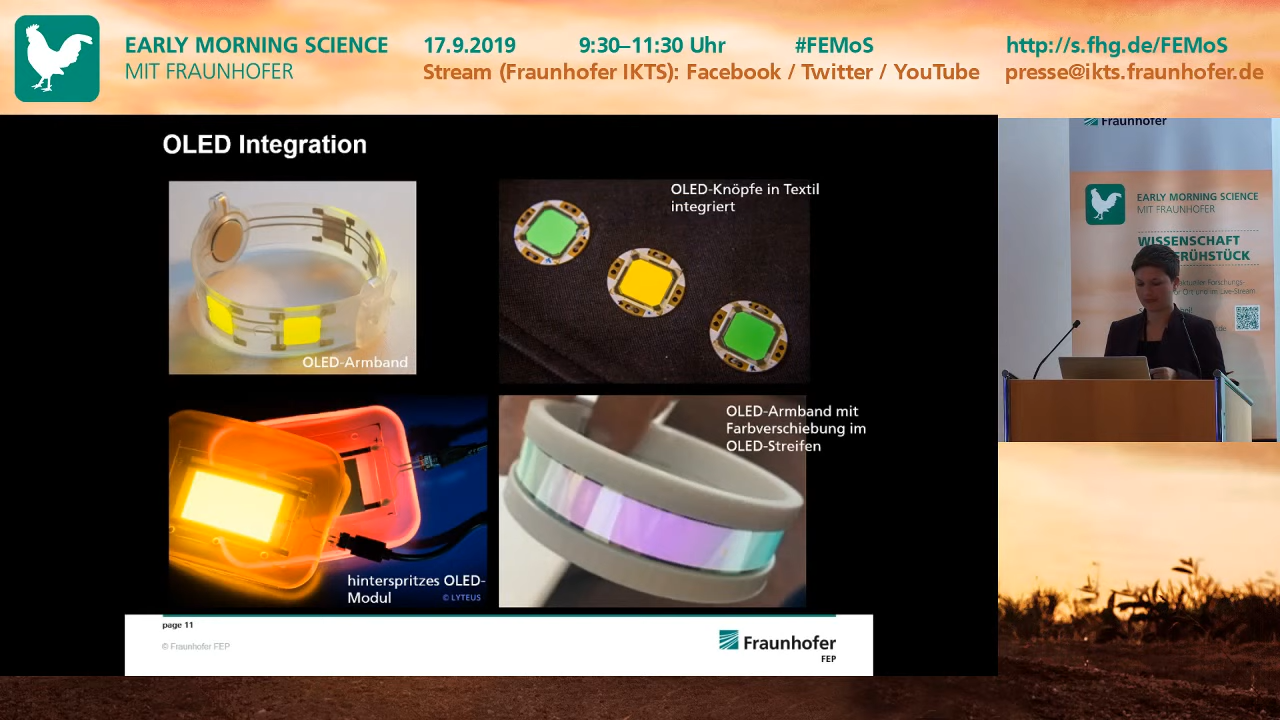 EARLY MORNING SCIENCE
MIT FRAUNHOFER
17.9.2019 9:30–11:30 Uhr #FEMoS http://s.fhg.de/FEMoS
Stream (Fraunhofer IKTS): Facebook / Twitter / YouTube presse@ikts.fraunhofer.de
OLED Integration
OLED-Armband
OLED-Knöpfe in Textil
integriert
hinterspritzes OLED-
Modul
© LYTEUS
OLED-Armband mit
Farbverschiebung im
OLED-Streifen
page 11
© Fraunhofer FEP
Fraunhofer
FEP
Fraunhofer
EARLY MORNING SCIENCE
MIT FRAUNHOFER
WISSENSCHAFT